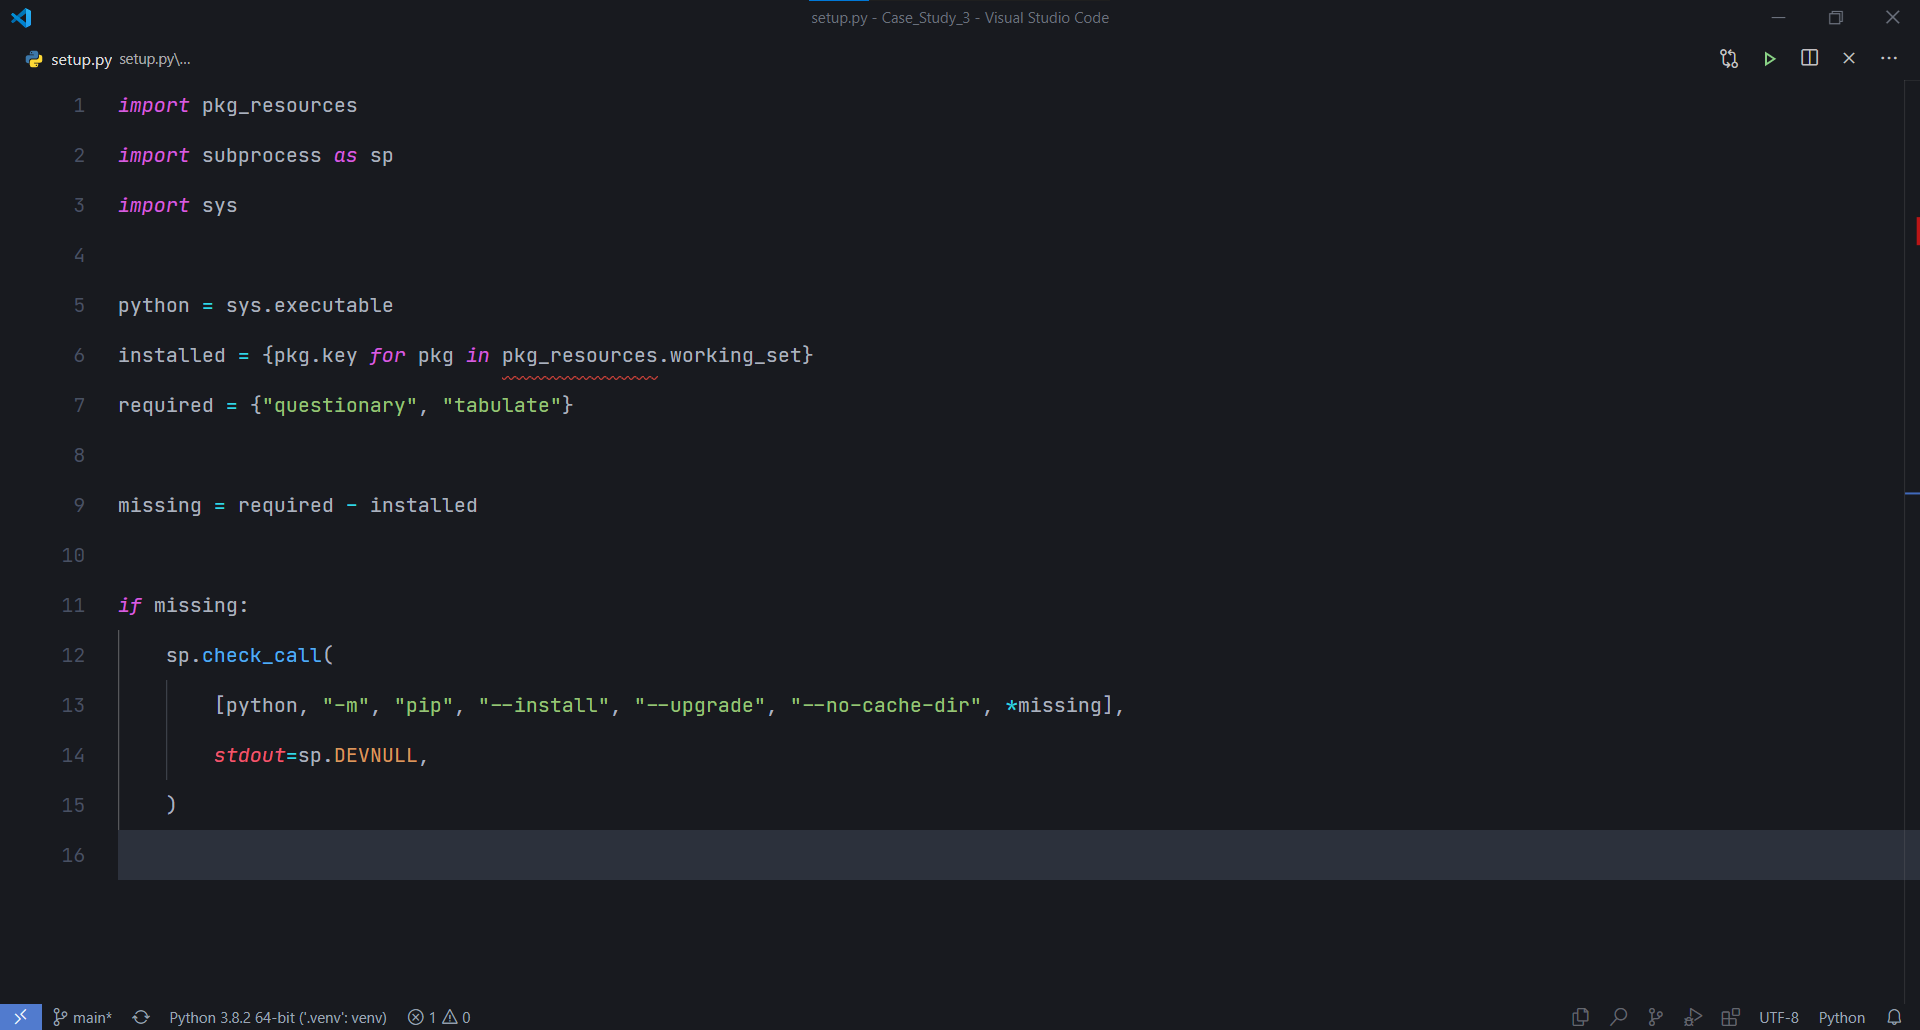 setup.py - Case_Study_3 - Visual Studio Code
setup.py setup.py\...
1 import pkg_resources
2 import subprocess as sp
3 import sys
4
5 python = sys.executable
6 installed = {pkg.key for pkg in pkg_resources.working_set}
7 required = {"questionary", "tabulate"}
8
9 missing = required - installed
10
11 if missing:
12     sp.check_call(
13         [python, "-m", "pip", "--install", "--upgrade", "--no-cache-dir", *missing],
14         stdout=sp.DEVNULL,
15     )
16
main* Python 3.8.2 64-bit ('.venv': venv) 1 0 UTF-8 Python